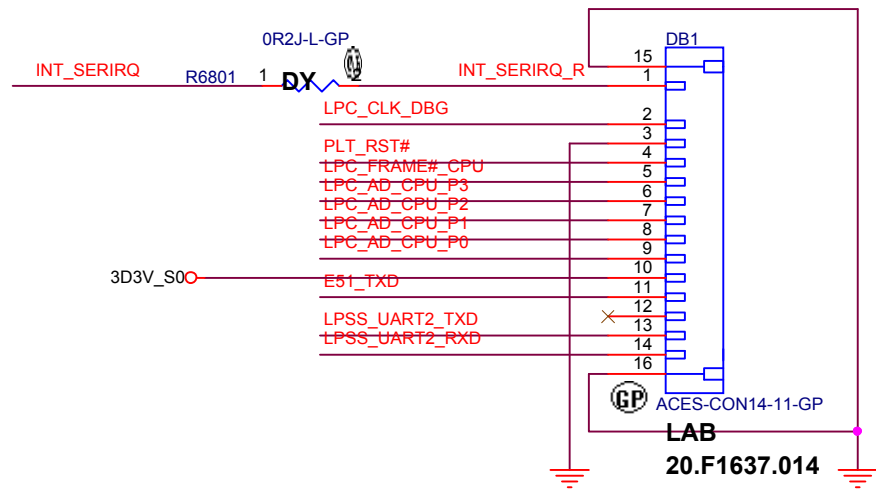 0R2J-L-GP
DB1
15
INT_SERIRQ
R6801
1
DY
2
INT_SERIRQ_R
1
LPC_CLK_DBG
2
3
PLT_RST#
4
LPC_FRAME#_CPU
5
LPC_AD_CPU_P3
6
LPC_AD_CPU_P2
7
LPC_AD_CPU_P1
8
LPC_AD_CPU_P0
9
3D3V_S0
10
E51_TXD
11
12
LPSS_UART2_TXD
13
LPSS_UART2_RXD
14
16
GP
ACES-CON14-11-GP
LAB
20.F1637.014